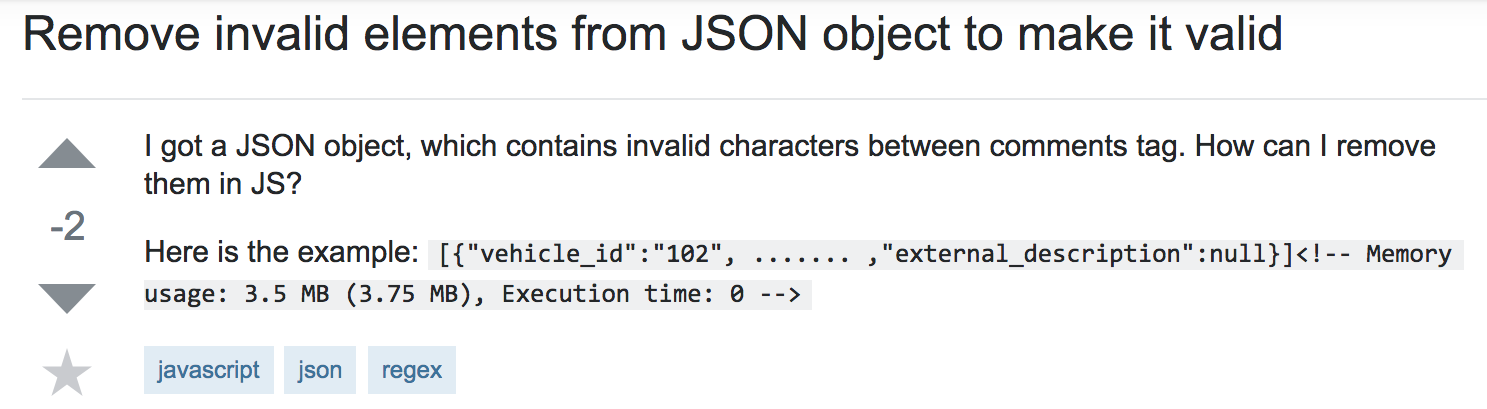 Remove invalid elements from JSON object to make it valid
I got a JSON object, which contains invalid characters between comments tag. How can I remove
them in JS?
-2
Here is the example: [{"vehicle_id":"102", ....... ,"external_description":null}]<!-- Memory
usage: 3.5 MB (3.75 MB), Execution time: 0 -->
javascript json regex